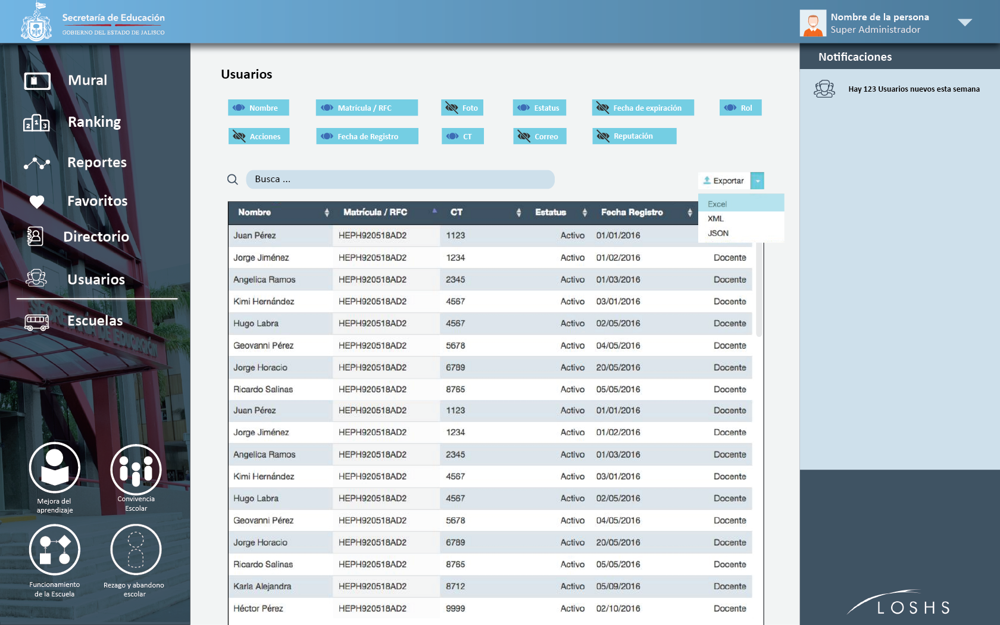 Secretaría de Educación
GOBIERNO DEL ESTADO DE JALISCO
Nombre de la persona
Super Administrador
Mural
Ranking
2 1 3
Reportes
Favoritos
Directorio
Usuarios
Escuelas
SECRETARÍA
DE EDUCACIÓN
Mejora del
aprendizaje
Convivencia
Escolar
Funcionamiento
de la Escuela
Rezago y abandono
escolar
Usuarios
Nombre Matrícula / RFC Foto Estatus Fecha de expiración Rol
Acciones Fecha de Registro CT Correo Reputación
Busca ...
Exportar
Excel
XML
JSON
Nombre Matrícula / RFC CT Estatus Fecha Registro
Juan Pérez HEPH920518AD2 1123 Activo 01/01/2016
Jorge Jiménez HEPH920518AD2 1234 Activo 01/02/2016 Docente
Angelica Ramos HEPH920518AD2 2345 Activo 01/03/2016 Docente
Kimi Hernández HEPH920518AD2 4567 Activo 03/01/2016 Docente
Hugo Labra HEPH920518AD2 4567 Activo 02/05/2016 Docente
Geovanni Pérez HEPH920518AD2 5678 Activo 04/05/2016 Docente
Jorge Horacio HEPH920518AD2 6789 Activo 20/05/2016 Docente
Ricardo Salinas HEPH920518AD2 8765 Activo 05/05/2016 Docente
Juan Pérez HEPH920518AD2 1123 Activo 01/01/2016 Docente
Jorge Jiménez HEPH920518AD2 1234 Activo 01/02/2016 Docente
Angelica Ramos HEPH920518AD2 2345 Activo 01/03/2016 Docente
Kimi Hernández HEPH920518AD2 4567 Activo 03/01/2016 Docente
Hugo Labra HEPH920518AD2 4567 Activo 02/05/2016 Docente
Geovanni Pérez HEPH920518AD2 5678 Activo 04/05/2016 Docente
Jorge Horacio HEPH920518AD2 6789 Activo 20/05/2016 Docente
Ricardo Salinas HEPH920518AD2 8765 Activo 05/05/2016 Docente
Karla Alejandra HEPH920518AD2 8712 Activo 05/09/2016 Docente
Héctor Pérez HEPH920518AD2 9999 Activo 02/10/2016 Docente
Notificaciones
Hay 123 Usuarios nuevos esta semana
LOSHS